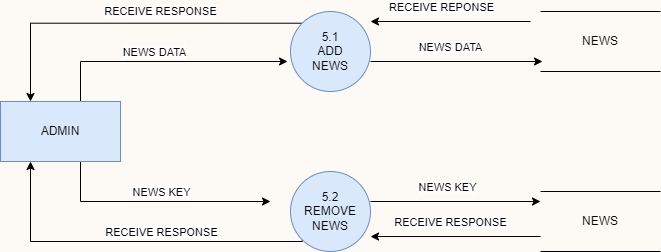 RECEIVE RESPONSE
RECEIVE REPONSE
5.1
ADD
NEWS
NEWS
NEWS DATA
NEWS DATA
ADMIN
NEWS KEY
5.2
REMOVE
NEWS
NEWS KEY
RECEIVE RESPONSE
RECEIVE RESPONSE
NEWS